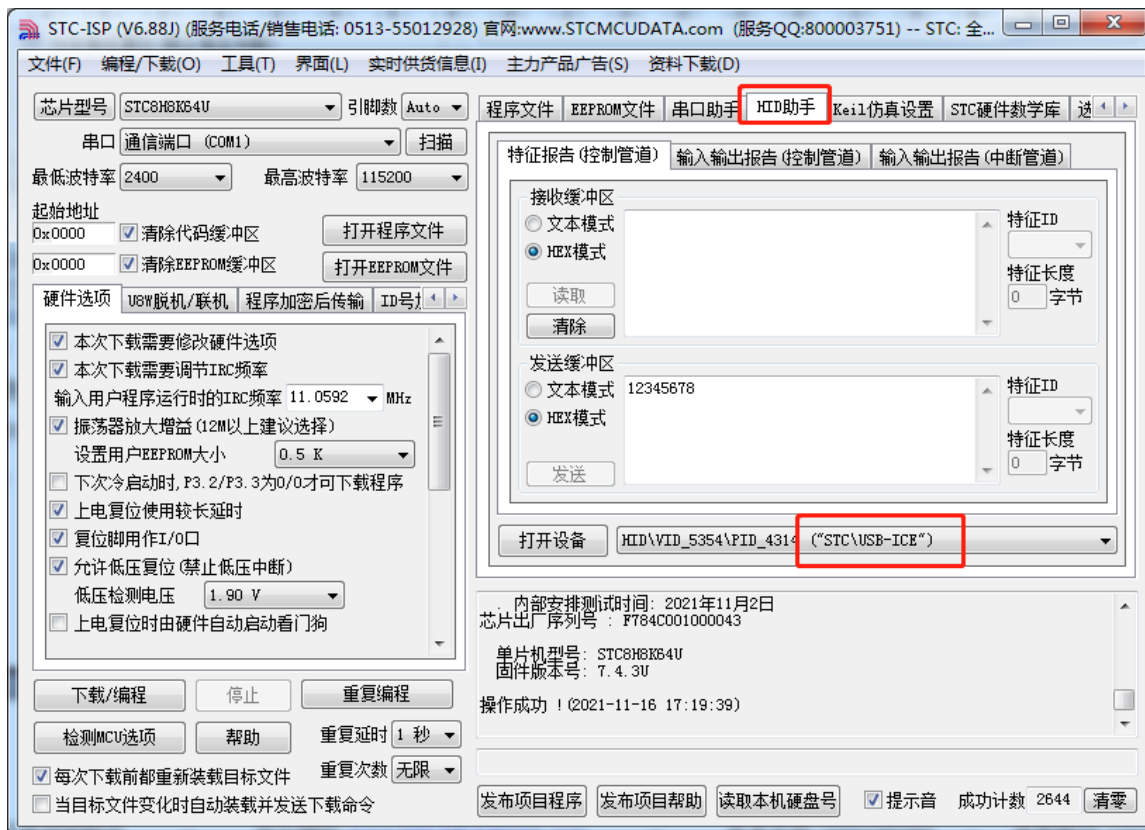 STC-ISP (V6.88J) (服务电话/销售电话: 0513-55012928) 官网:www.STCMCUDATA.com (服务QQ:800003751) -- STC: 全...
文件(F) 编程/下载(O) 工具(T) 界面(L) 实时供货信息(I) 主力产品广告(S) 资料下载(D)
芯片型号 STC8H8K64U 引脚数 Auto
串口 通信端口 (COM1) 扫描
最低波特率 2400 最高波特率 115200
起始地址
0x0000 清除代码缓冲区 打开程序文件
0x0000 清除EEPROM缓冲区 打开EEPROM文件
硬件选项 U8W脱机/联机 程序加密后传输 ID号
本次下载需要修改硬件选项
本次下载需要调节IRC频率
输入用户程序运行时的IRC频率 11.0592 MHz
振荡器放大增益(12M以上建议选择)
设置用户EEPROM大小 0.5 K
下次冷启动时,P3.2/P3.3为0/0才可下载程序
上电复位使用较长延时
复位脚用作I/O口
允许低压复位(禁止低压中断)
低压检测电压 1.90 V
上电复位时由硬件自动启动看门狗
下载/编程 停止 重复编程
检测MCU选项 帮助 重复延时 1 秒
每次下载前都重新装载目标文件 重复次数 无限
当目标文件变化时自动装载并发送下载命令
程序文件 EEPROM文件 串口助手 HID助手 Keil仿真设置 STC硬件数学库 选
特征报告(控制管道) 输入输出报告(控制管道) 输入输出报告(中断管道)
接收缓冲区
文本模式
HEX模式
读取
清除
特征ID
特征长度
0 字节
发送缓冲区
文本模式 12345678
HEX模式
发送
特征ID
特征长度
0 字节
打开设备 HID\VID_5354\PID_4314 ("STC\USB-ICE")
. 内部安排测试时间: 2021年11月2日
芯片出厂序列号 : F784C001000043
单片机型号: STC8H8K64U
固件版本号: 7.4.3U
操作成功 !(2021-11-16 17:19:39)
发布项目程序 发布项目帮助 读取本机硬盘号 提示音 成功计数 2644 清零